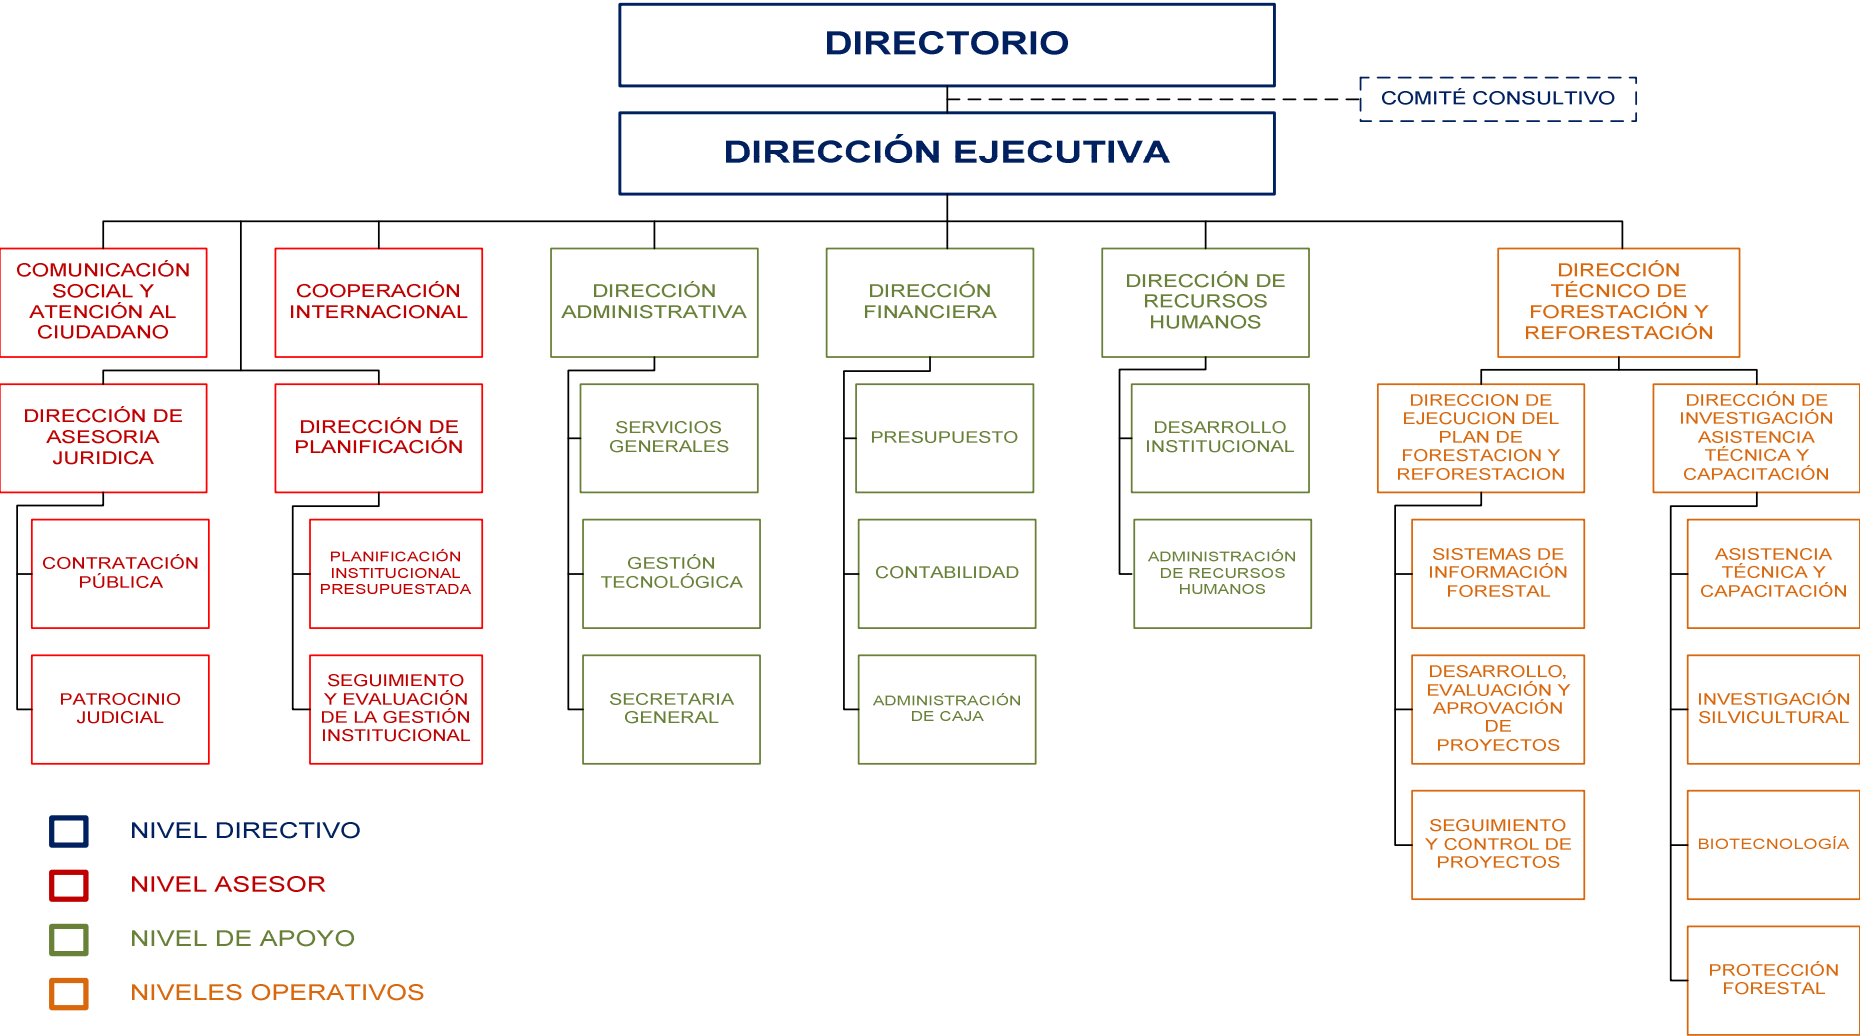 DIRECTORIO
COMITÉ CONSULTIVO
DIRECCIÓN EJECUTIVA
COMUNICACIÓN
SOCIAL Y
ATENCIÓN AL
CIUDADANO
COOPERACIÓN
INTERNACIONAL
DIRECCIÓN
ADMINISTRATIVA
DIRECCIÓN
FINANCIERA
DIRECCIÓN DE
RECURSOS
HUMANOS
DIRECCIÓN
TÉCNICO DE
FORESTACIÓN Y
REFORESTACIÓN
DIRECCIÓN DE
ASESORIA
JURIDICA
DIRECCIÓN DE
PLANIFICACIÓN
SERVICIOS
GENERALES
PRESUPUESTO
DESARROLLO
INSTITUCIONAL
DIRECCION DE
EJECUCION DEL
PLAN DE
FORESTACION Y
REFORESTACION
DIRECCIÓN DE
INVESTIGACIÓN
ASISTENCIA
TÉCNICA Y
CAPACITACIÓN
CONTRATACIÓN
PÚBLICA
PLANIFICACIÓN
INSTITUCIONAL
PRESUPUESTADA
GESTIÓN
TECNOLÓGICA
CONTABILIDAD
ADMINISTRACIÓN
DE RECURSOS
HUMANOS
SISTEMAS DE
INFORMACIÓN
FORESTAL
ASISTENCIA
TÉCNICA Y
CAPACITACIÓN
PATROCINIO
JUDICIAL
SEGUIMIENTO
Y EVALUACIÓN
DE LA GESTIÓN
INSTITUCIONAL
SECRETARIA
GENERAL
ADMINISTRACIÓN
DE CAJA
DESARROLLO,
EVALUACIÓN Y
APROVACIÓN
DE
PROYECTOS
INVESTIGACIÓN
SILVICULTURAL
SEGUIMIENTO
Y CONTROL DE
PROYECTOS
BIOTECNOLOGÍA
PROTECCIÓN
FORESTAL
NIVEL DIRECTIVO
NIVEL ASESOR
NIVEL DE APOYO
NIVELES OPERATIVOS